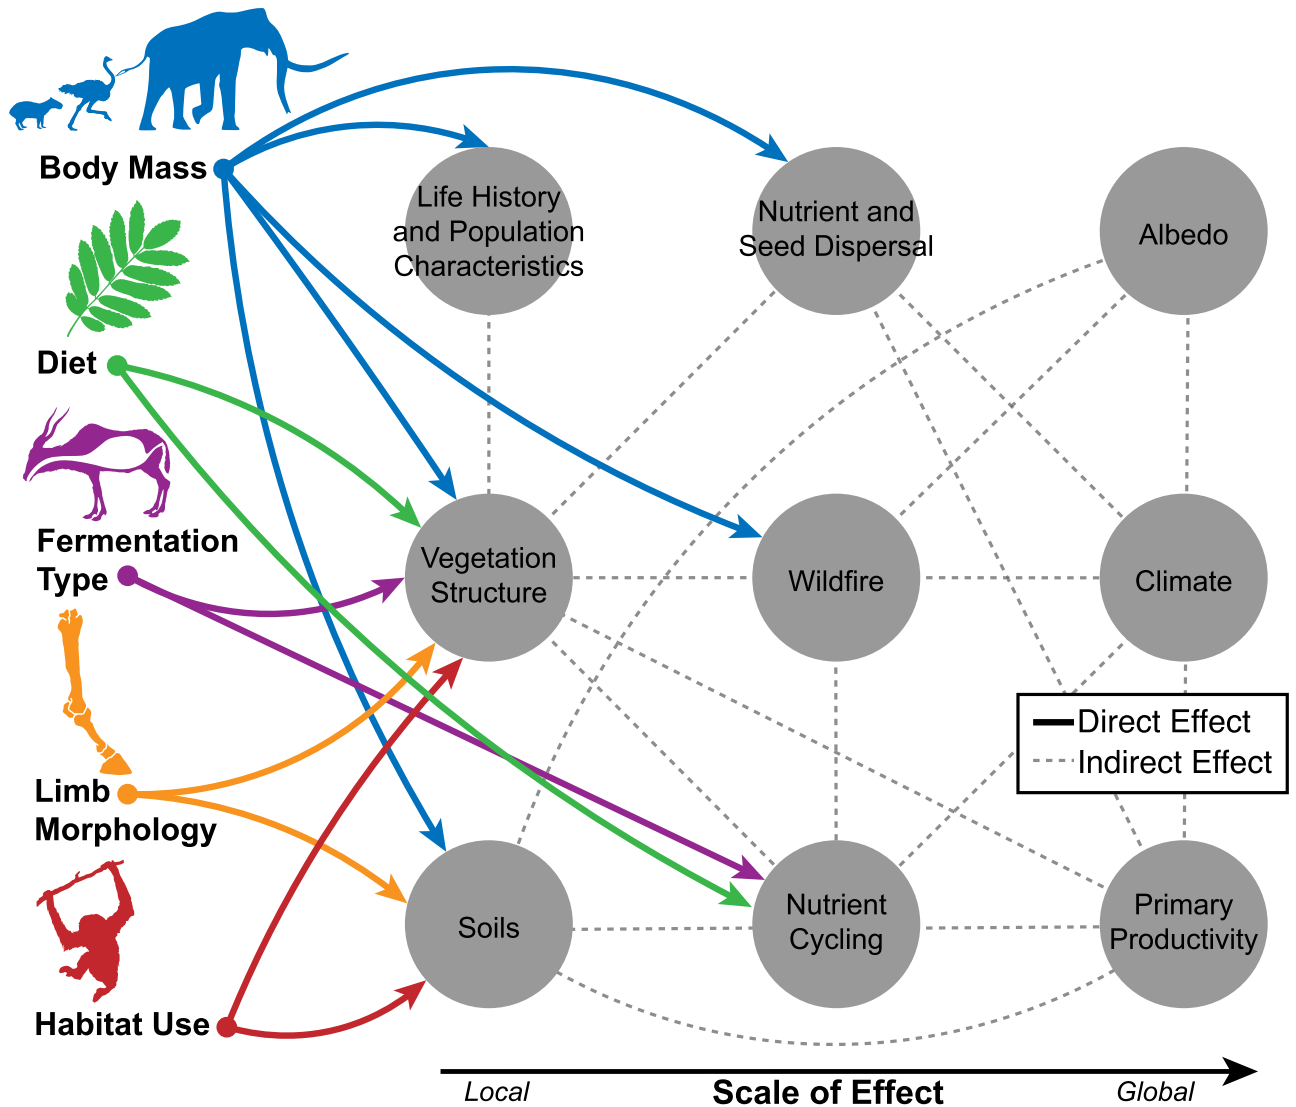 Body Mass
Life History
and Population
Characteristics
Nutrient and
Seed Dispersal
Albedo
Diet
Fermentation
Type
Vegetation
Structure
Wildfire
Climate
Direct Effect
Indirect Effect
Limb
Morphology
Soils
Nutrient
Cycling
Primary
Productivity
Habitat Use
Local
Scale of Effect
Global